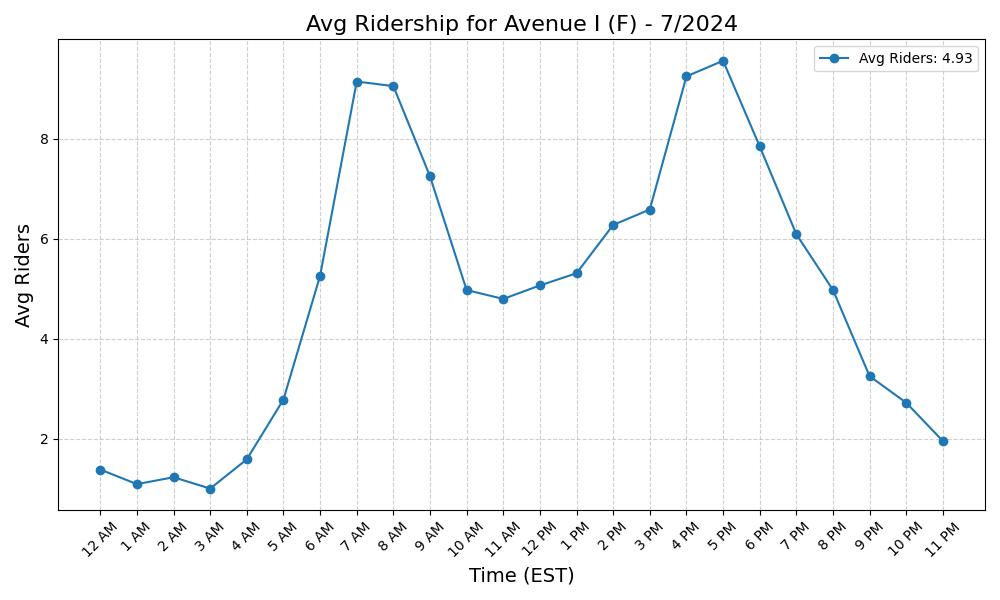 Avg Ridership for Avenue I (F) - 7/2024
Avg Riders: 4.93
Avg Riders
8
6
4
2
12 AM
1 AM
2 AM
3 AM
4 AM
5 AM
6 AM
7 AM
8 AM
9 AM
10 AM
11 AM
12 PM
1 PM
2 PM
3 PM
4 PM
5 PM
6 PM
7 PM
8 PM
9 PM
10 PM
11 PM
Time (EST)